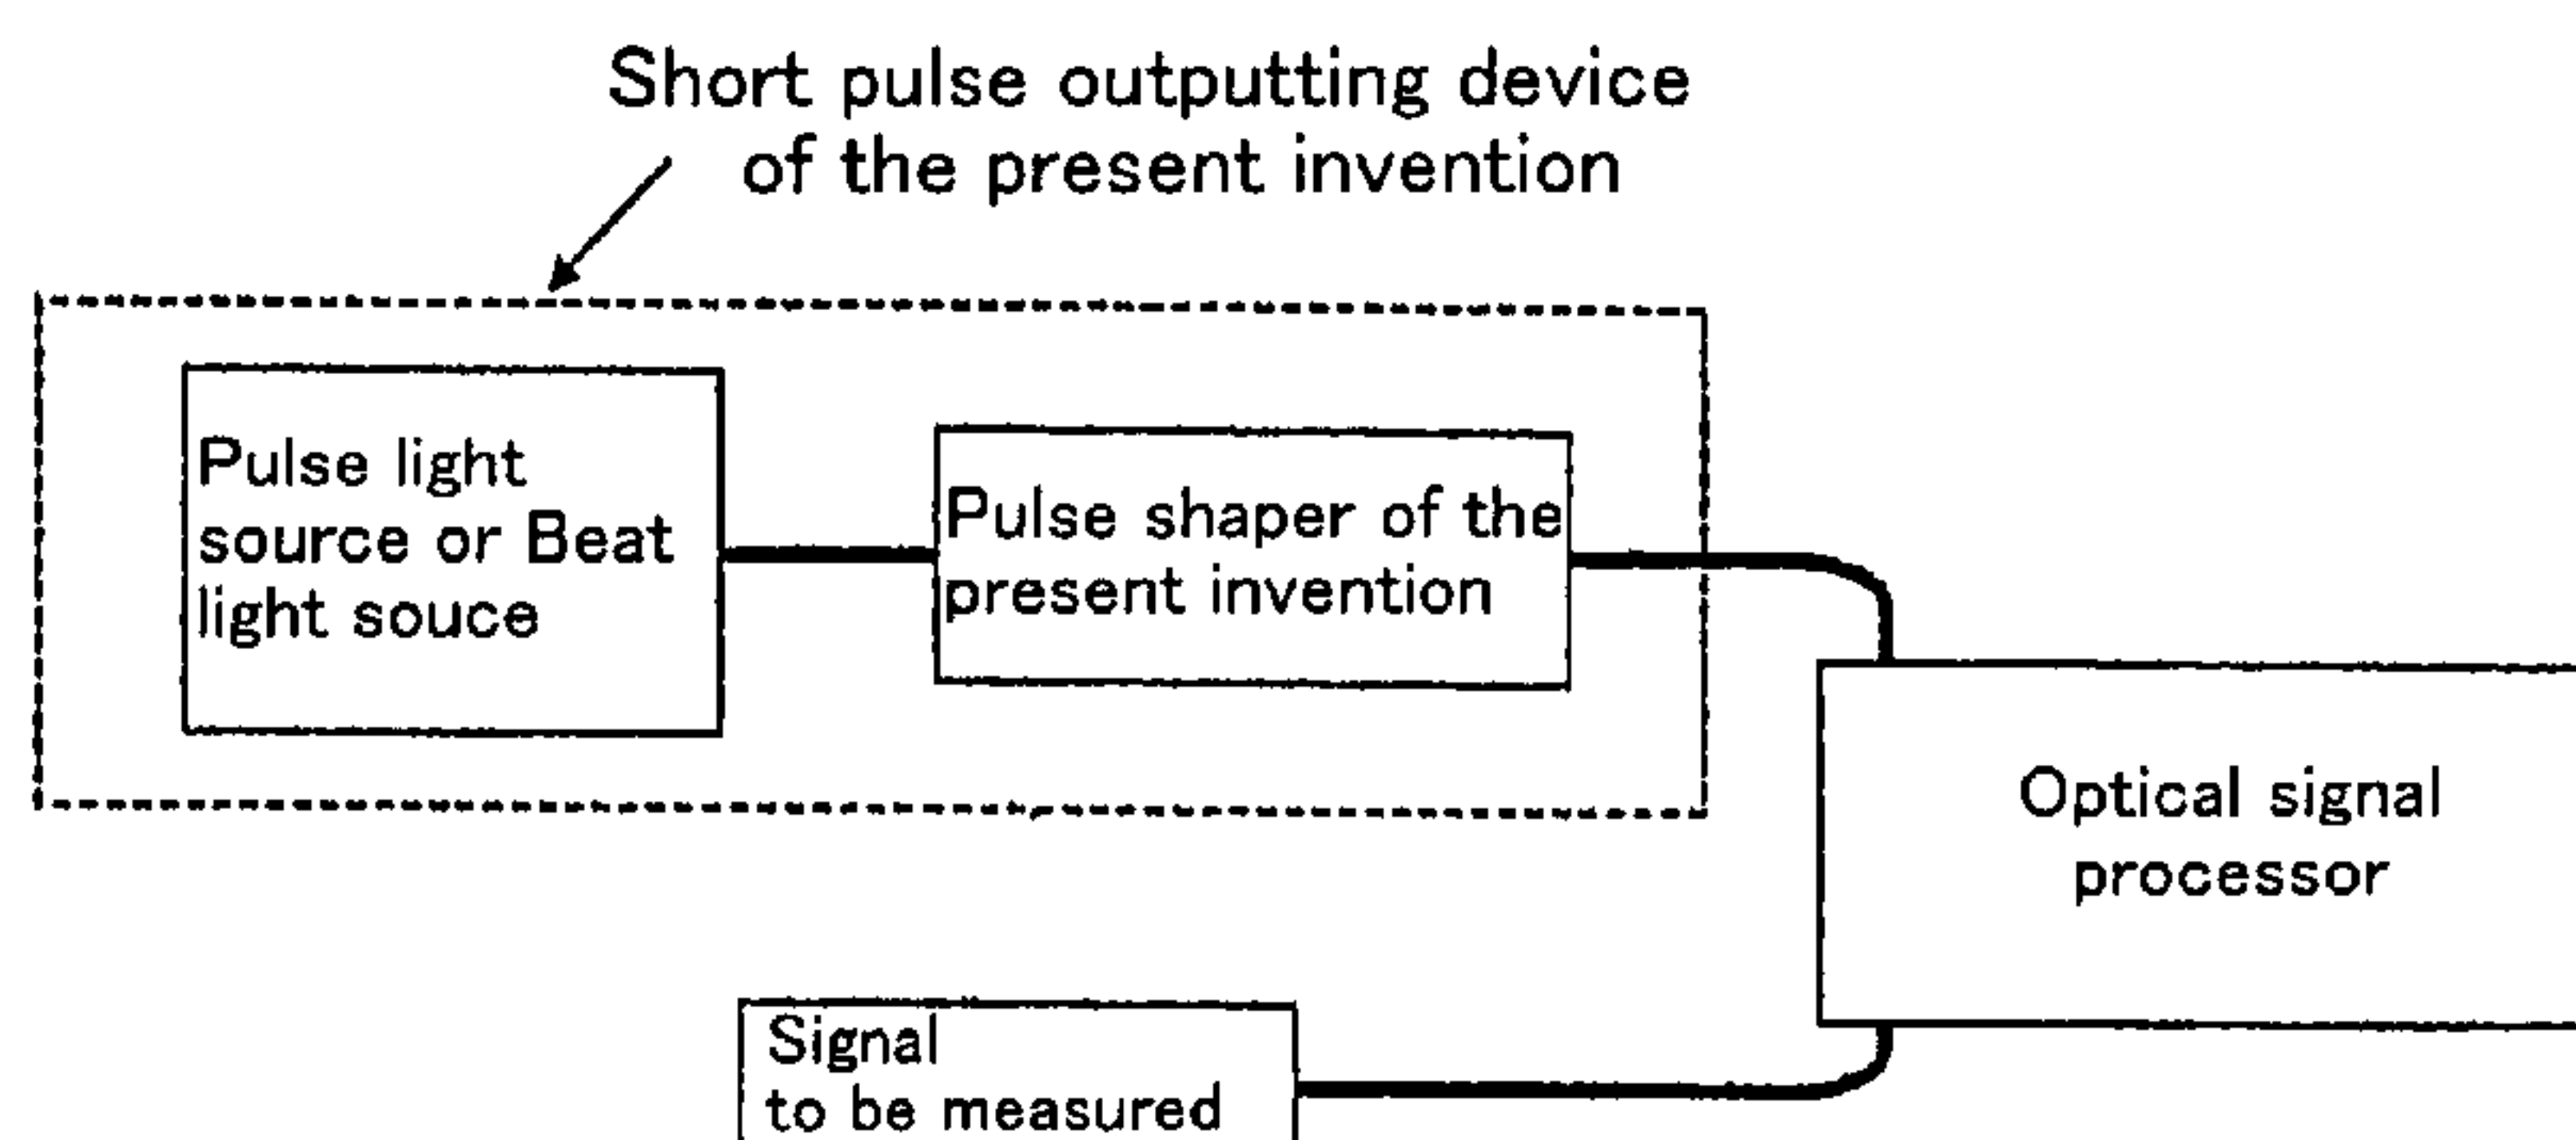 Short pulse outputting device
of the present invention
Pulse light
source or Beat
light souce
Pulse shaper of the
present invention
Optical signal
processor
Signal
to be measured